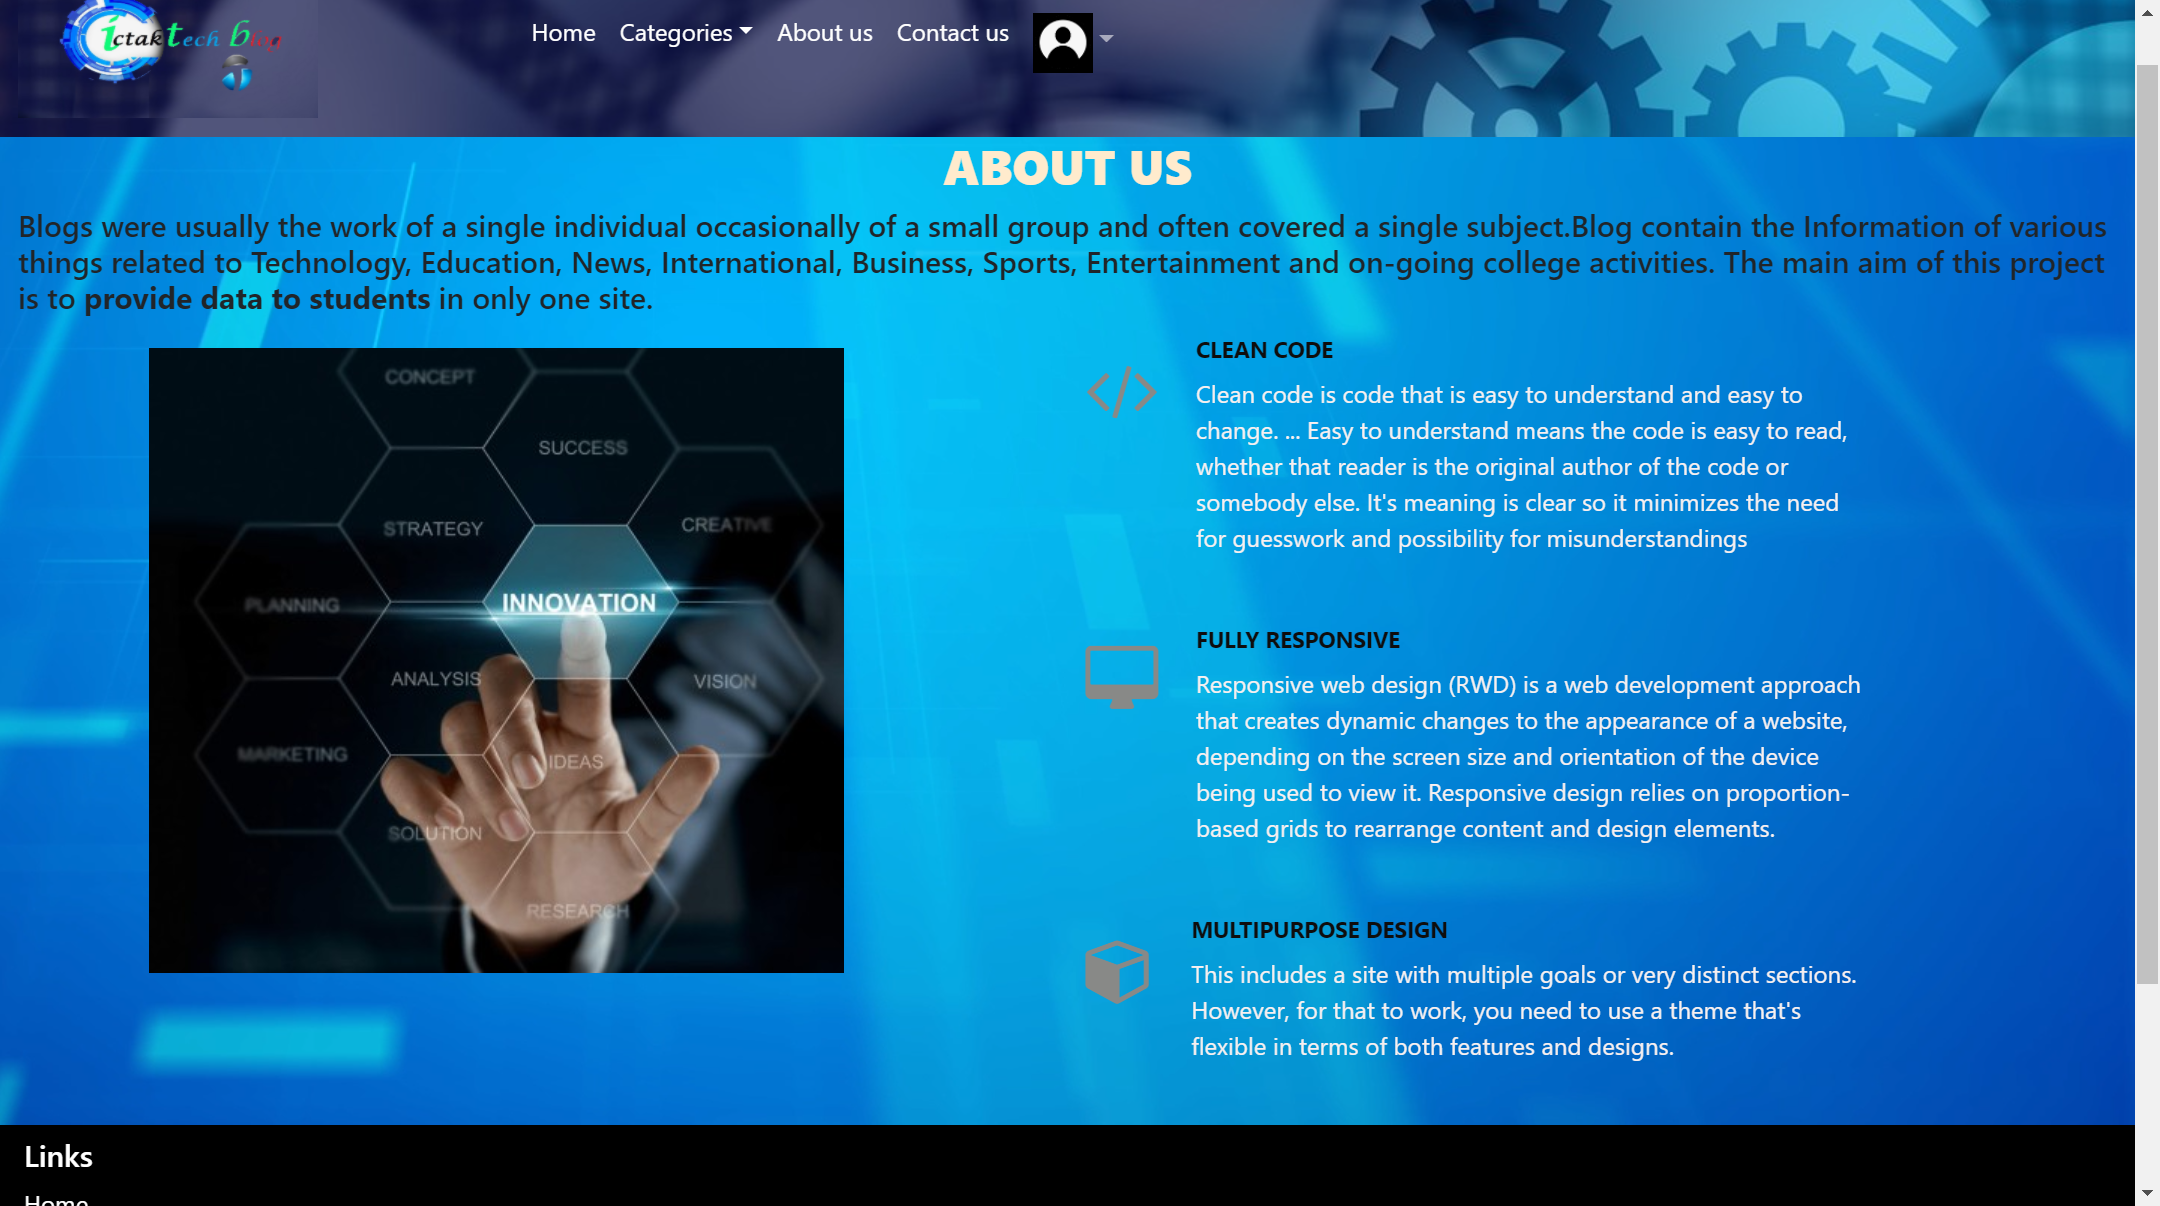 ictaktech blog
Home Categories About us Contact us
ABOUT US
Blogs were usually the work of a single individual occasionally of a small group and often covered a single subject.Blog contain the Information of various
things related to Technology, Education, News, International, Business, Sports, Entertainment and on-going college activities. The main aim of this project
is to provide data to students in only one site.
CONCEPT
SUCCESS
STRATEGY
CREATIVE
PLANNING
INNOVATION
ANALYSIS
VISION
MARKETING
IDEAS
SOLUTION
RESEARCH
CLEAN CODE
Clean code is code that is easy to understand and easy to
change. ... Easy to understand means the code is easy to read,
whether that reader is the original author of the code or
somebody else. It's meaning is clear so it minimizes the need
for guesswork and possibility for misunderstandings
FULLY RESPONSIVE
Responsive web design (RWD) is a web development approach
that creates dynamic changes to the appearance of a website,
depending on the screen size and orientation of the device
being used to view it. Responsive design relies on proportion-
based grids to rearrange content and design elements.
MULTIPURPOSE DESIGN
This includes a site with multiple goals or very distinct sections.
However, for that to work, you need to use a theme that's
flexible in terms of both features and designs.
Links
Home